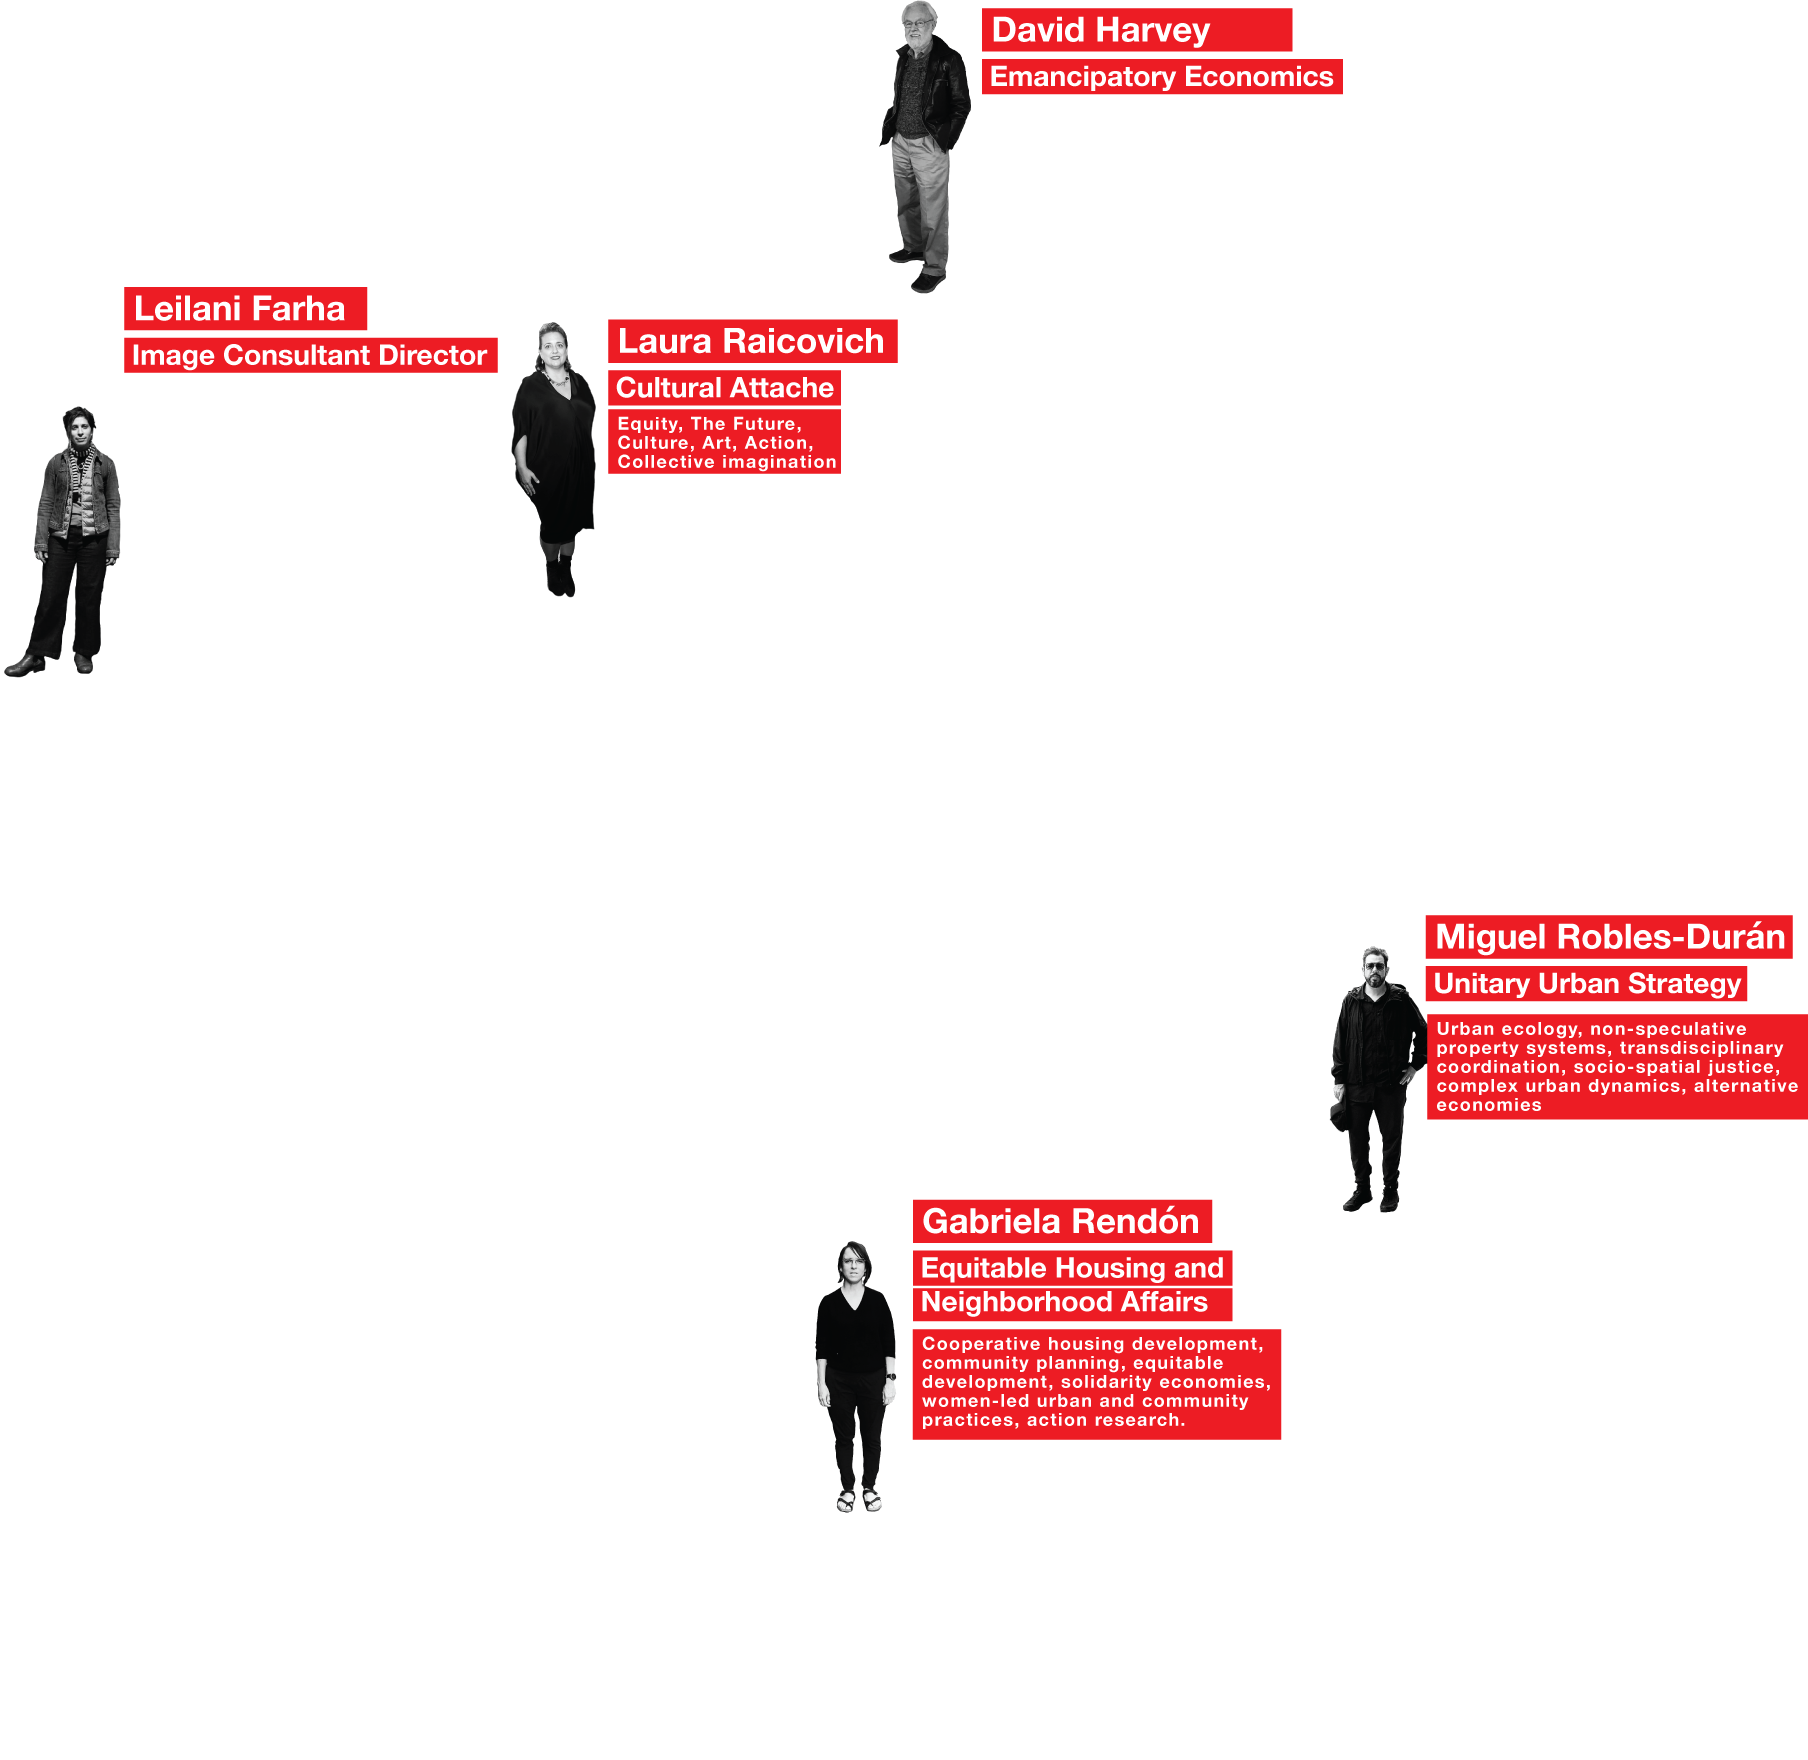 David Harvey
Emancipatory Economics
Leilani Farha
Image Consultant Director
Laura Raicovich
Cultural Attache
Equity, The Future,
Culture, Art, Action,
Collective imagination
Miguel Robles-Durán
Unitary Urban Strategy
Urban ecology, non-speculative
property systems, transdisciplinary
coordination, socio-spatial justice,
complex urban dynamics, alternative
economies
Gabriela Rendón
Equitable Housing and
Neighborhood Affairs
Cooperative housing development,
community planning, equitable
development, solidarity economies,
women-led urban and community
practices, action research.